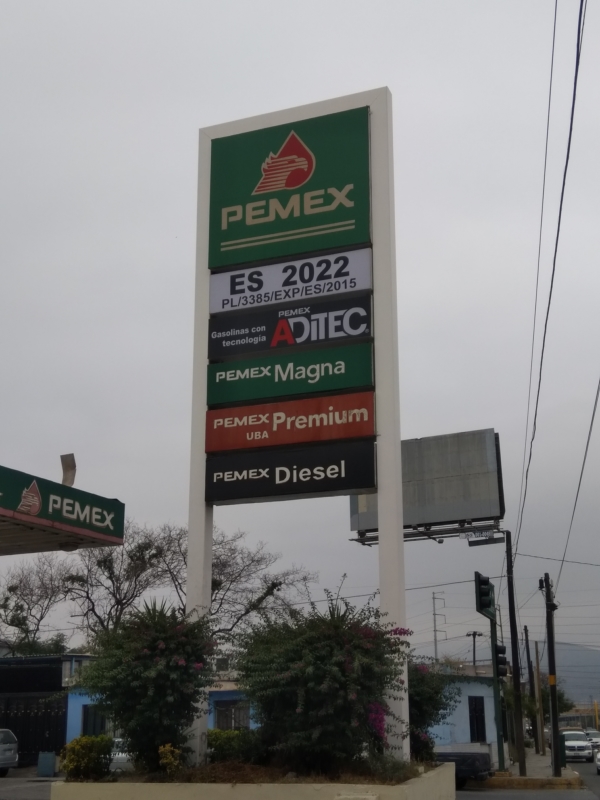 PEMEX
ES 2022
PL/3385/EXP/ES/2015
Gasolinas con
tecnología
PEMEX
ADiTEC
PEMEX Magna
PEMEX Premium
UBA
PEMEX Diesel
PEMEX